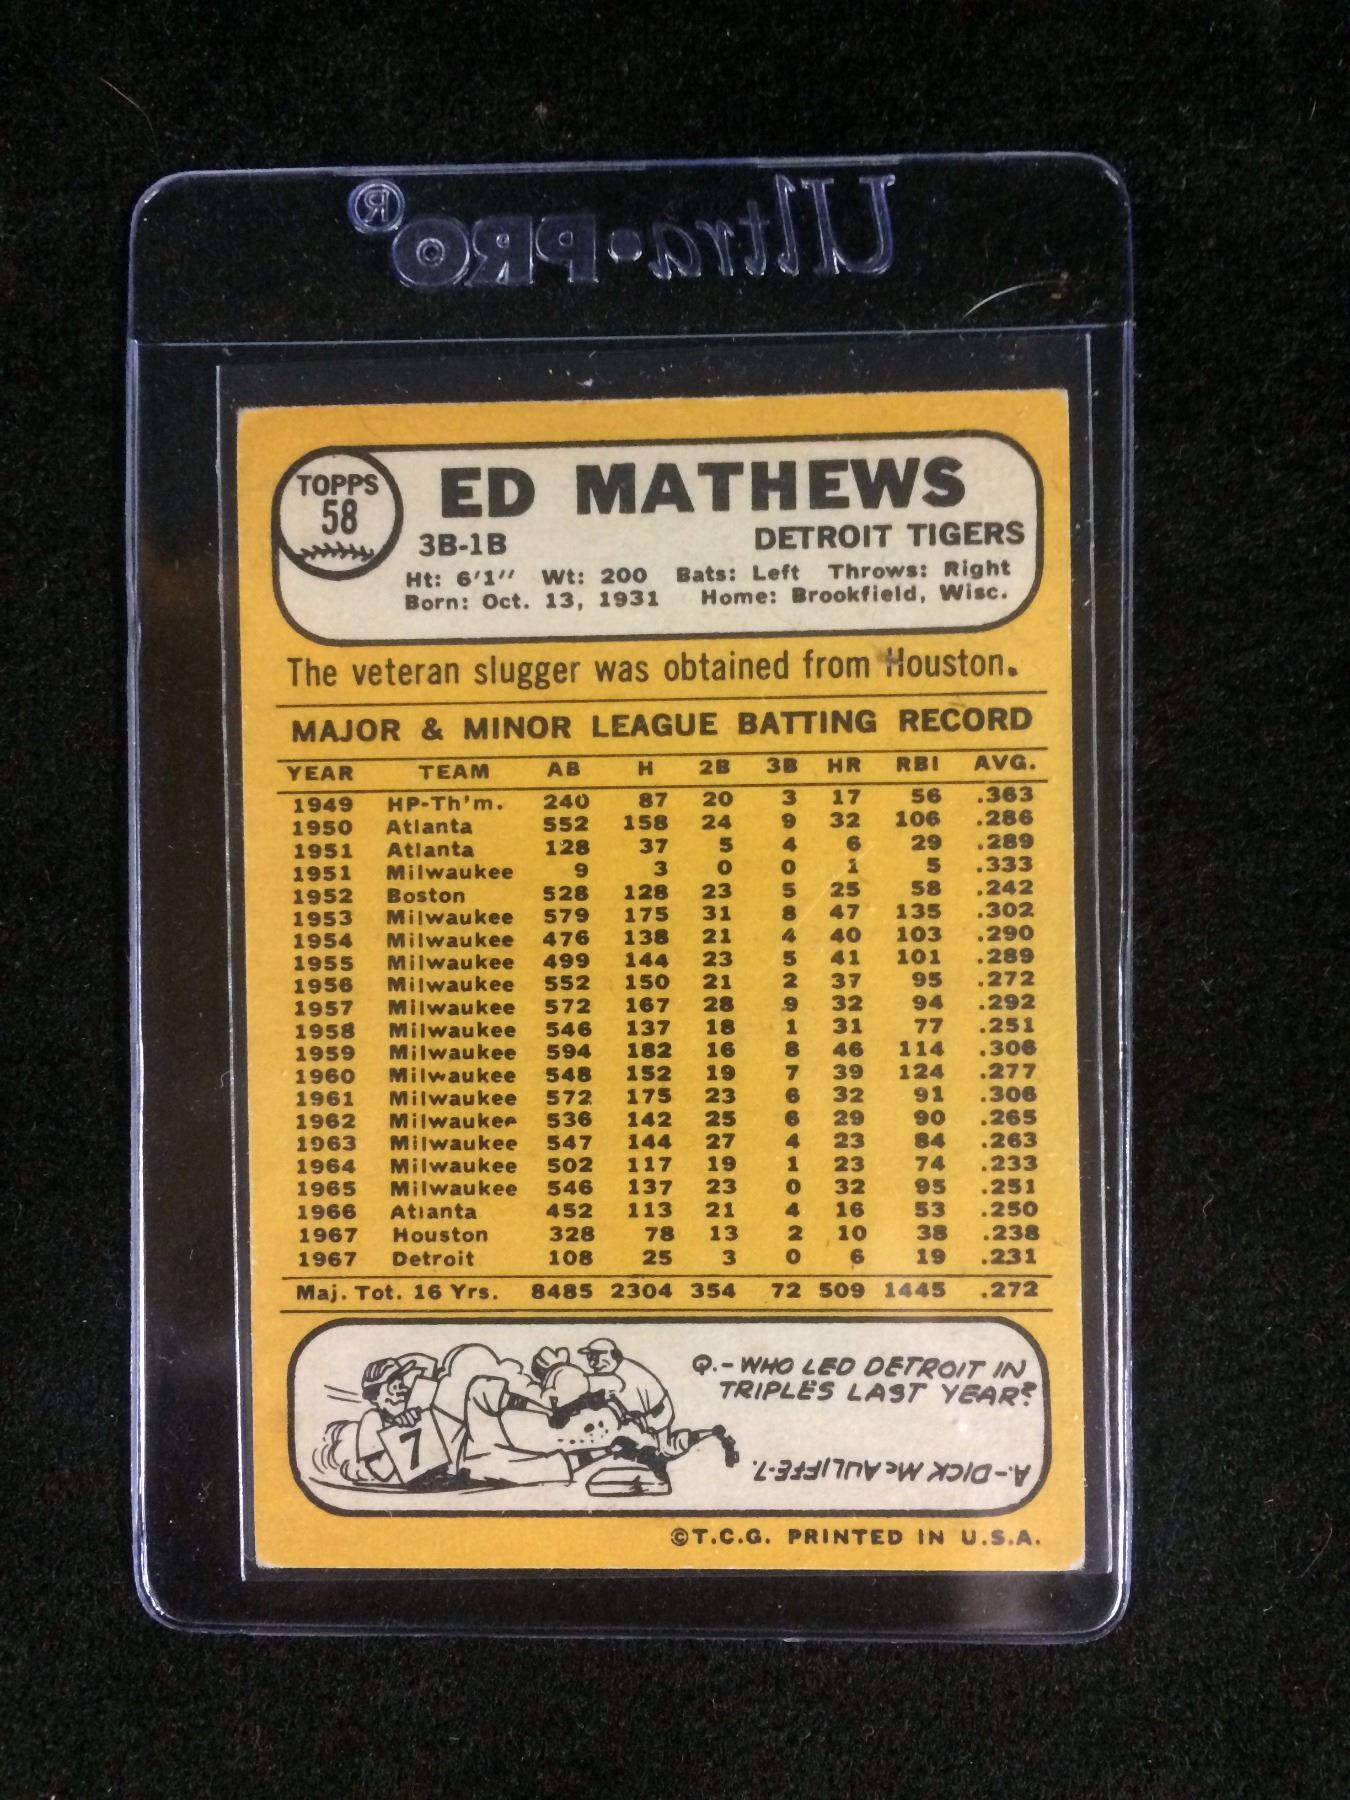 Ultra•PRO®
TOPPS
58
ED MATHEWS
3B-1B DETROIT TIGERS
Ht: 6'1" Wt: 200 Bats: Left Throws: Right
Born: Oct. 13, 1931 Home: Brookfield, Wisc.
The veteran slugger was obtained from Houston.
MAJOR & MINOR LEAGUE BATTING RECORD
YEAR TEAM AB H 2B 3B HR RBI AVG.
1949 HP-Th'm. 240 87 20 3 17 56 .363
1950 Atlanta 552 158 24 9 32 106 .286
1951 Atlanta 128 37 5 4 6 29 .289
1951 Milwaukee 9 3 0 0 1 5 .333
1952 Boston 528 128 23 5 25 58 .242
1953 Milwaukee 579 175 31 8 47 135 .302
1954 Milwaukee 476 138 21 4 40 103 .290
1955 Milwaukee 499 144 23 5 41 101 .289
1956 Milwaukee 552 150 21 2 37 95 .272
1957 Milwaukee 572 167 28 9 32 94 .292
1958 Milwaukee 546 137 18 1 31 77 .251
1959 Milwaukee 594 182 16 8 46 114 .306
1960 Milwaukee 548 152 19 7 39 124 .277
1961 Milwaukee 572 175 23 6 32 91 .306
1962 Milwaukee 536 142 25 6 29 90 .265
1963 Milwaukee 547 144 27 4 23 84 .263
1964 Milwaukee 502 117 19 1 23 74 .233
1965 Milwaukee 546 137 23 0 32 95 .251
1966 Atlanta 452 113 21 4 16 53 .250
1967 Houston 328 78 13 2 10 38 .238
1967 Detroit 108 25 3 0 6 19 .231
Maj. Tot. 16 Yrs. 8485 2304 354 72 509 1445 .272
Q.-WHO LED DETROIT IN
TRIPLES LAST YEAR?
7
A.-DICK McAULIFFE-7.
©T.C.G. PRINTED IN U.S.A.